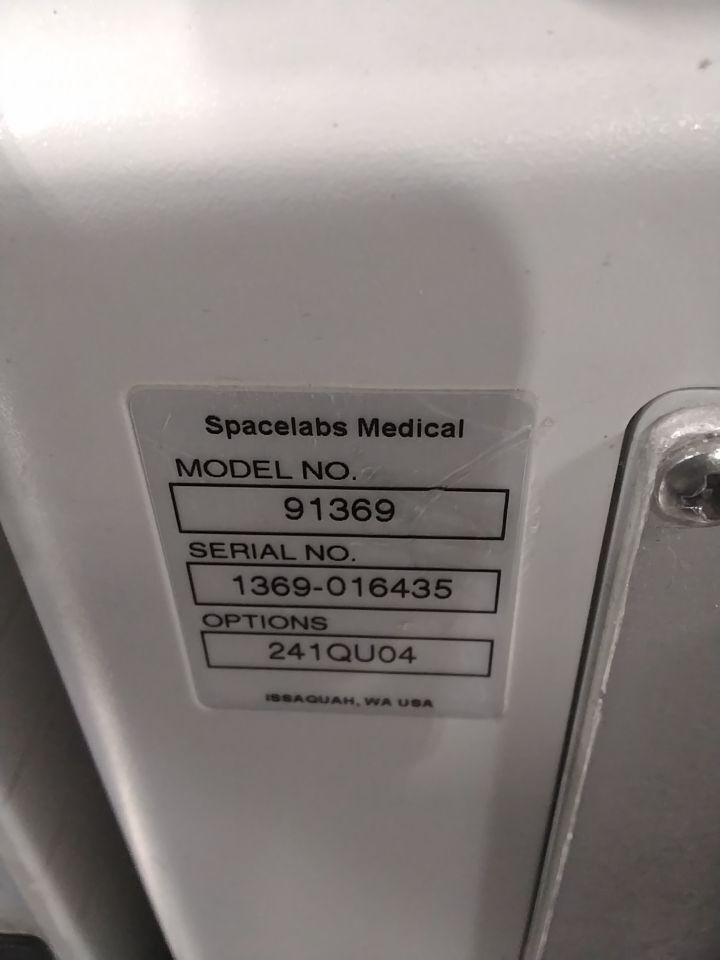 Spacelabs Medical
MODEL NO.
91369
SERIAL NO.
1369-016435
OPTIONS
241QU04
ISSAQUAH, WA USA